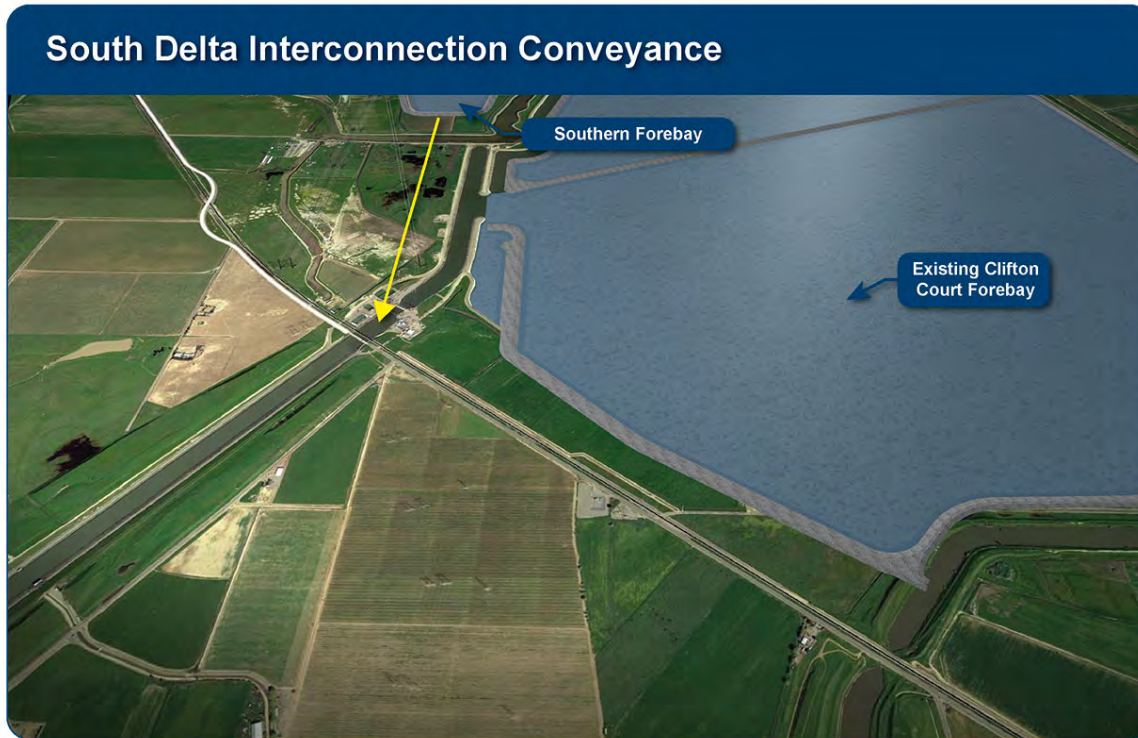 South Delta Interconnection Conveyance
Southern Forebay
Existing Clifton
Court Forebay